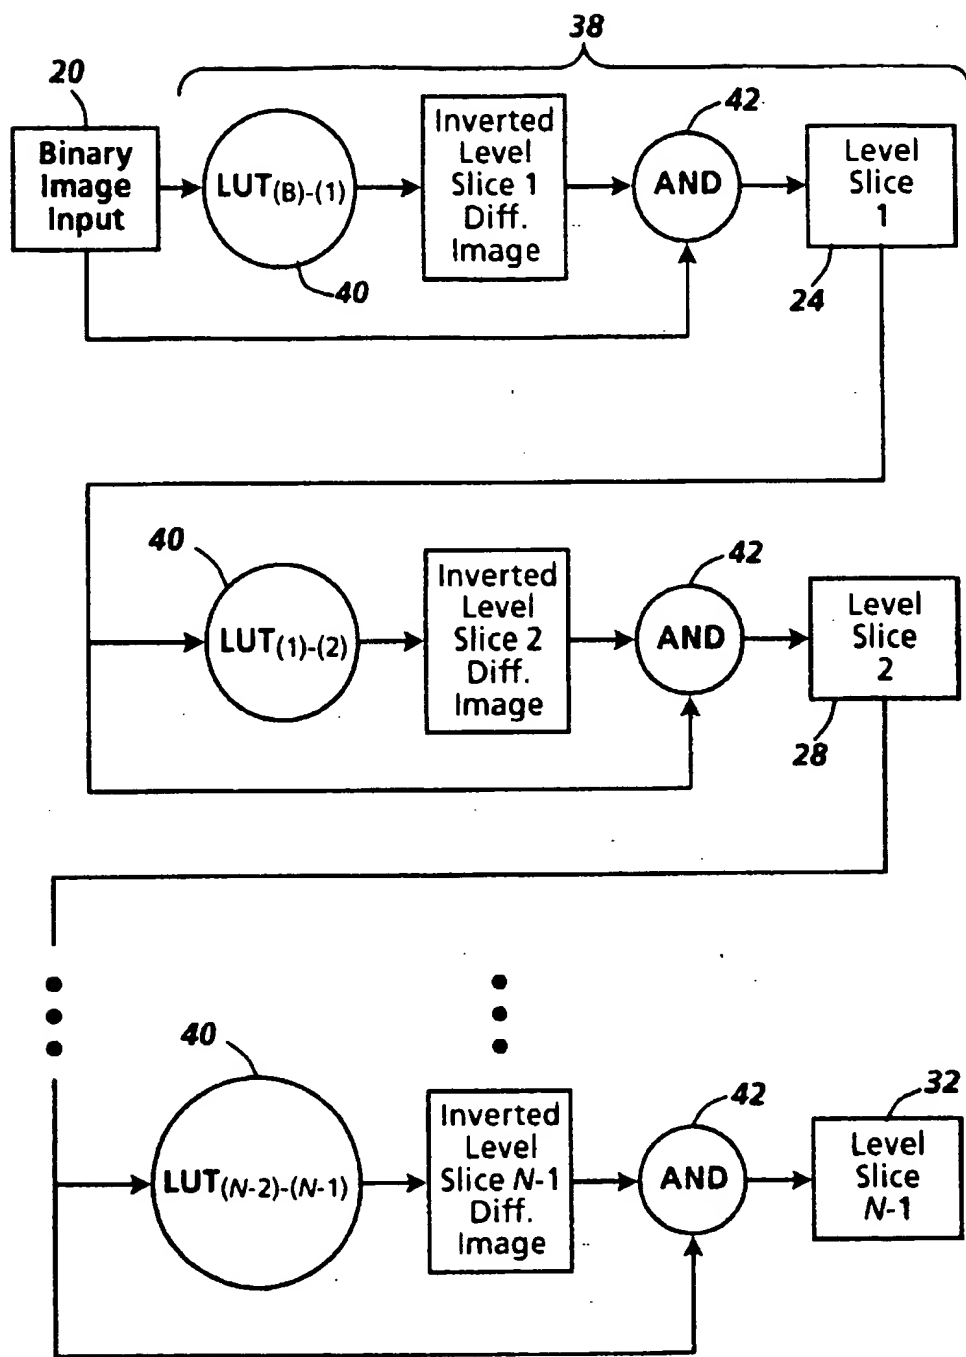 38
20
42
Binary
Image
Input
LUT(B)-(1)
Inverted
Level
Slice 1
Diff.
Image
AND
Level
Slice
1
40
24
40
42
LUT(1)-(2)
Inverted
Level
Slice 2
Diff.
Image
AND
Level
Slice
2
28
40
42
32
LUT(N-2)-(N-1)
Inverted
Level
Slice N-1
Diff.
Image
AND
Level
Slice
N-1